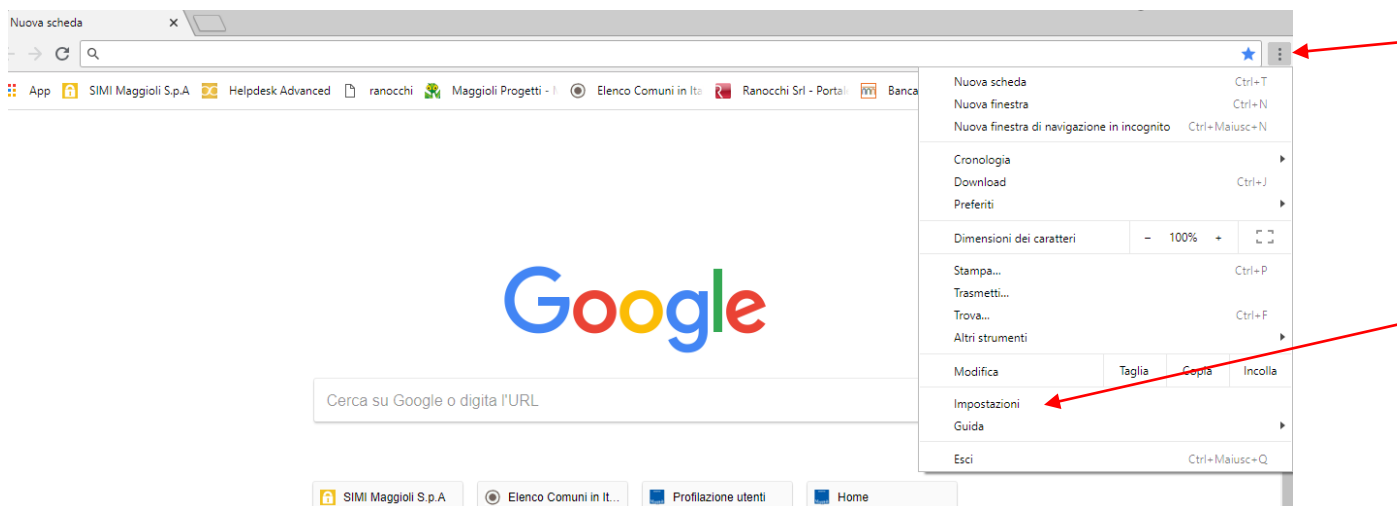 Nuova scheda
App SIMI Maggioli S.p.A Helpdesk Advanced ranocchi Maggioli Progetti - Elenco Comuni in Ita Ranocchi Srl - Portal Banca
Nuova scheda Ctrl+T
Nuova finestra Ctrl+N
Nuova finestra di navigazione in incognito Ctrl+Maiusc+N
Cronologia
Download Ctrl+J
Preferiti
Dimensioni dei caratteri - 100% +
Stampa... Ctrl+P
Trasmetti...
Trova... Ctrl+F
Altri strumenti
Modifica Taglia Copia Incolla
Impostazioni
Guida
Esci Ctrl+Maiusc+Q
Google
Cerca su Google o digita l'URL
SIMI Maggioli S.p.A Elenco Comuni in It... Profilazione utenti Home